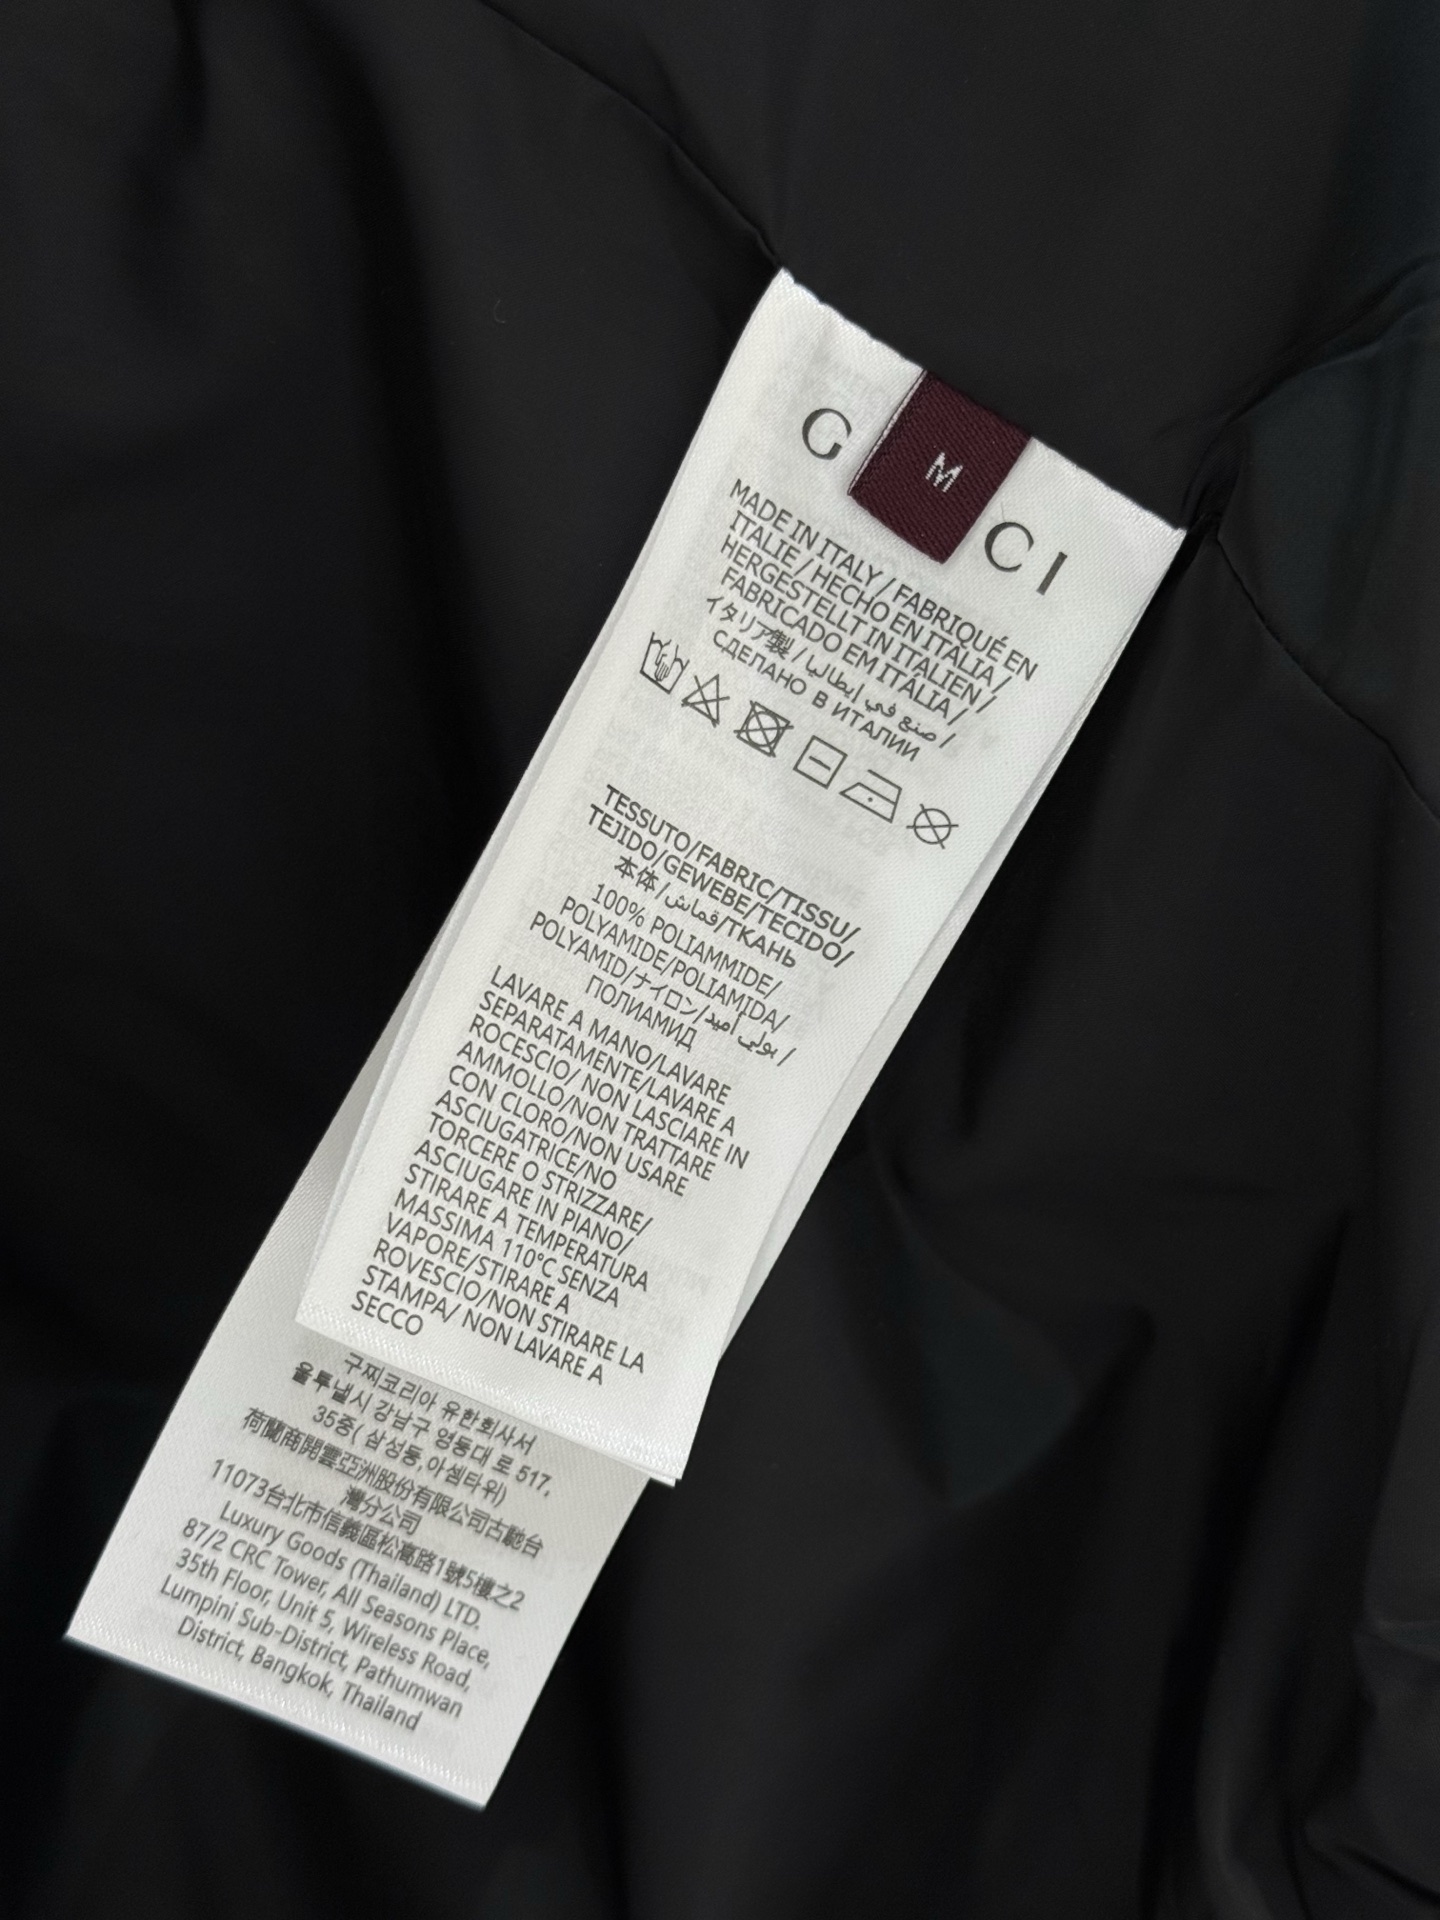 G M CI
MADE IN ITALY / FABRIQUÉ EN
ITALIE / HECHO EN ITALIA /
HERGESTELLT IN ITALIEN /
FABRICADO EM ITÁLIA /
イタリア製 / صنع في إيطاليا /
СДЕЛАНО В ИТАЛИИ
TESSUTO/FABRIC/TISSU/
TEJIDO/GEWEBE/TECIDO/
本体/قماش/ТКАНЬ
100% POLIAMMIDE/
POLYAMIDE/POLIAMIDA/
POLYAMID/ナイロン/بولي أميد /
ПОЛИАМИД
LAVARE A MANO/LAVARE
SEPARATAMENTE/LAVARE A
ROCESCIO/ NON LASCIARE IN
AMMOLLO/NON TRATTARE
CON CLORO/NON USARE
ASCIUGATRICE/NO
TORCERE O STRIZZARE/
ASCIUGARE IN PIANO/
STIRARE A TEMPERATURA
MASSIMA 110°C SENZA
VAPORE/STIRARE A
ROVESCIO/NON STIRARE LA
STAMPA/ NON LAVARE A
SECCO
구찌코리아 유한회사서
울투낼시 강남구 영동대 로 517,
35중( 삼성동,아셈타워)
荷蘭商開雲亞洲股份有限公司古馳台
灣分公司
11073台北市信義區松高路1號5樓之2
Luxury Goods (Thailand) LTD.
87/2 CRC Tower, All Seasons Place,
35th Floor, Unit 5, Wireless Road,
Lumpini Sub-District, Pathumwan
District, Bangkok, Thailand